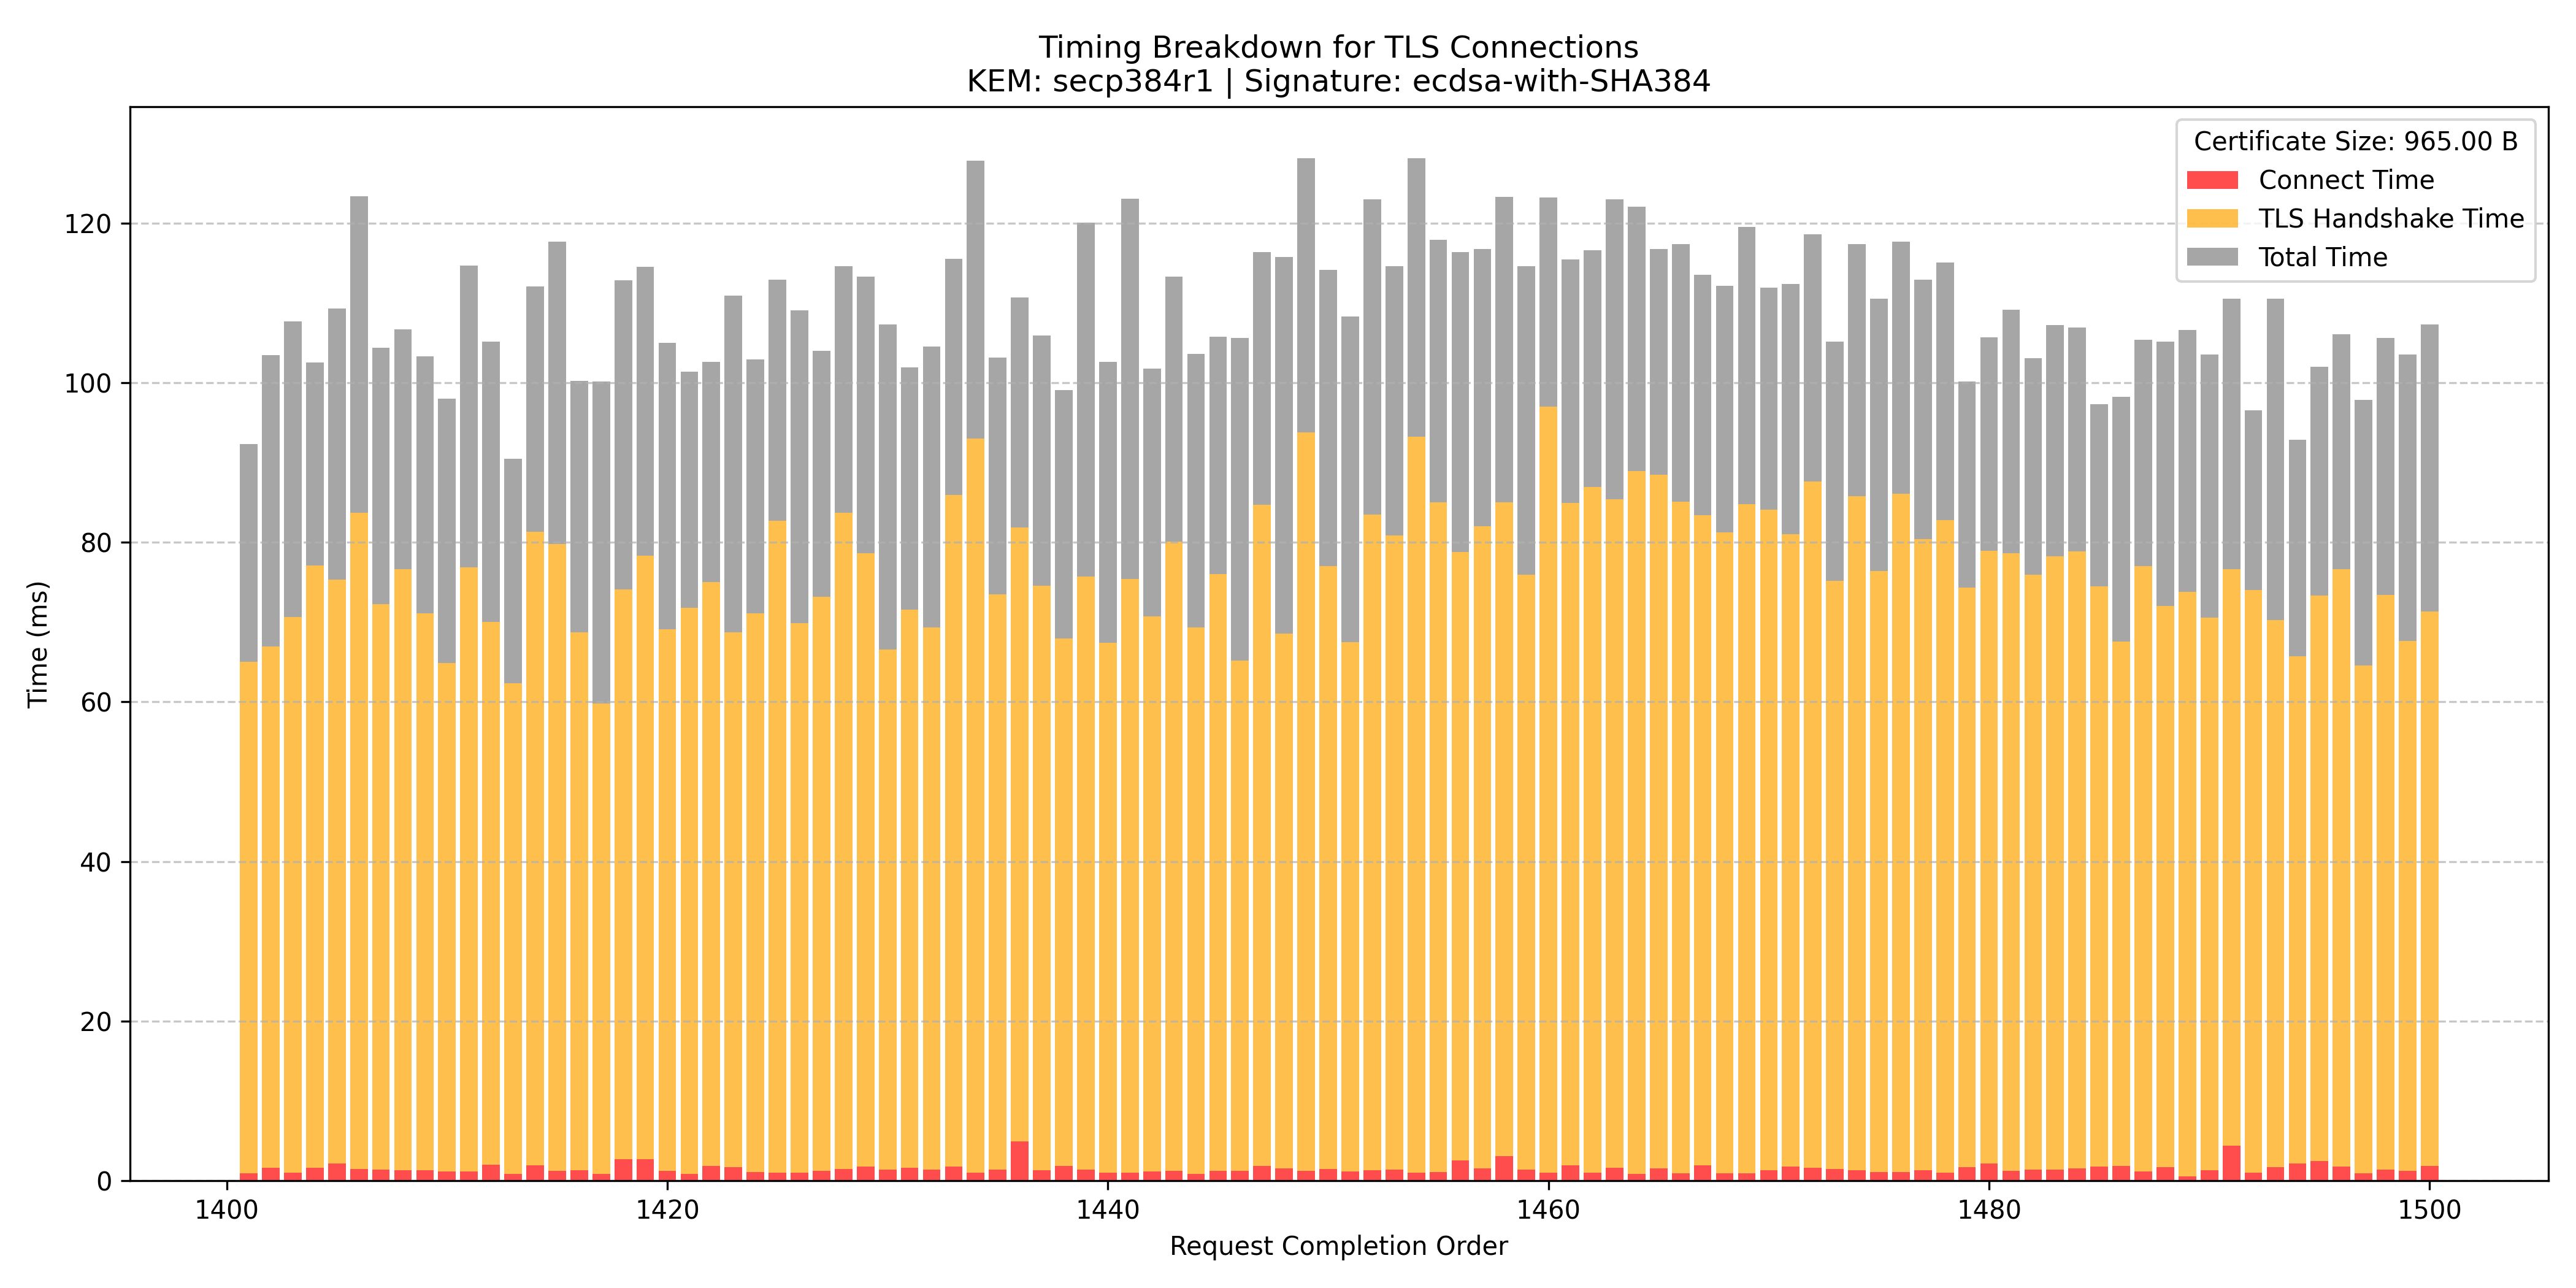 Timing Breakdown for TLS Connections
KEM: secp384r1 | Signature: ecdsa-with-SHA384
Certificate Size: 965.00 B
Connect Time
TLS Handshake Time
Total Time
Time (ms)
120
100
80
60
40
20
0
1400 1420 1440 1460 1480 1500
Request Completion Order